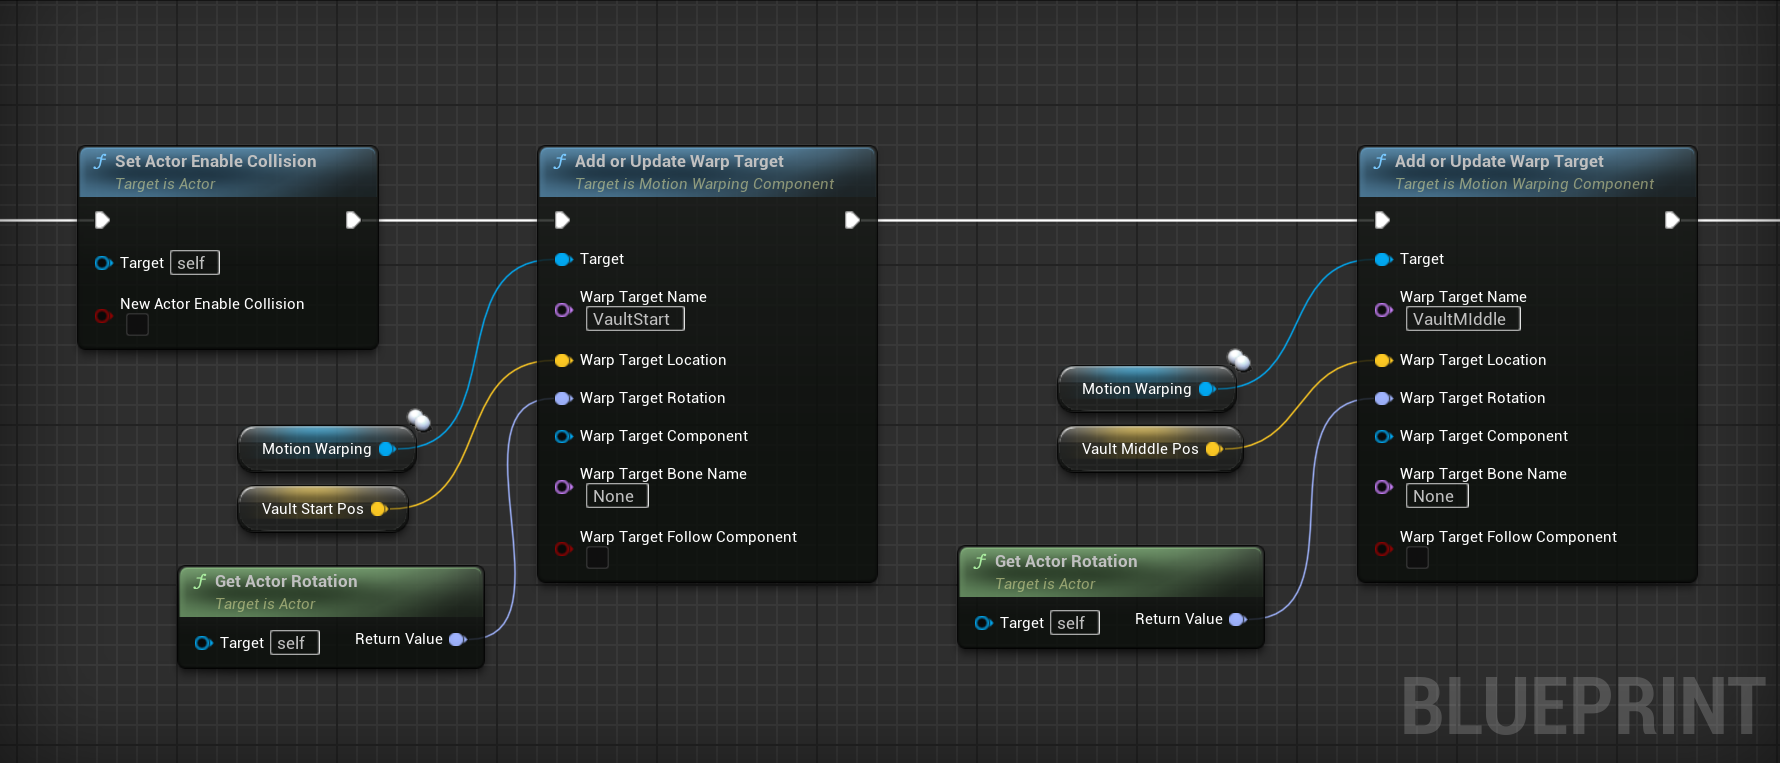 Set Actor Enable Collision
Target is Actor
Target self
New Actor Enable Collision
Add or Update Warp Target
Target is Motion Warping Component
Target
Warp Target Name
VaultStart
Warp Target Location
Warp Target Rotation
Warp Target Component
Warp Target Bone Name
None
Warp Target Follow Component
Motion Warping
Vault Start Pos
Get Actor Rotation
Target is Actor
Target self Return Value
Add or Update Warp Target
Target is Motion Warping Component
Target
Warp Target Name
VaultMIddle
Warp Target Location
Warp Target Rotation
Warp Target Component
Warp Target Bone Name
None
Warp Target Follow Component
Motion Warping
Vault Middle Pos
Get Actor Rotation
Target is Actor
Target self Return Value
BLUEPRINT